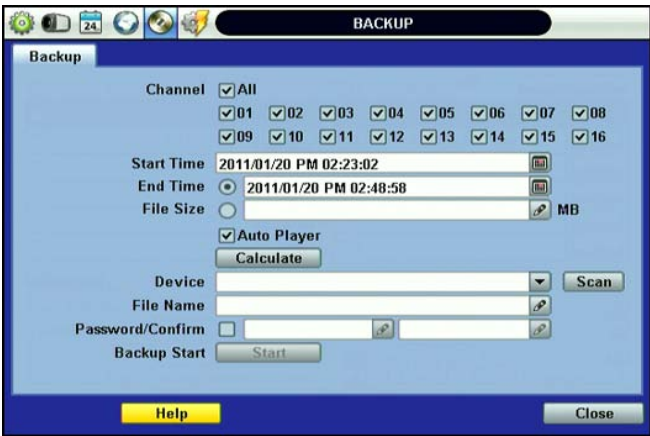 24
BACKUP
Backup
Channel All
01 02 03 04 05 06 07 08
09 10 11 12 13 14 15 16
Start Time 2011/01/20 PM 02:23:02
End Time 2011/01/20 PM 02:48:58
File Size MB
Auto Player
Calculate
Device Scan
File Name
Password/Confirm
Backup Start Start
Help Close